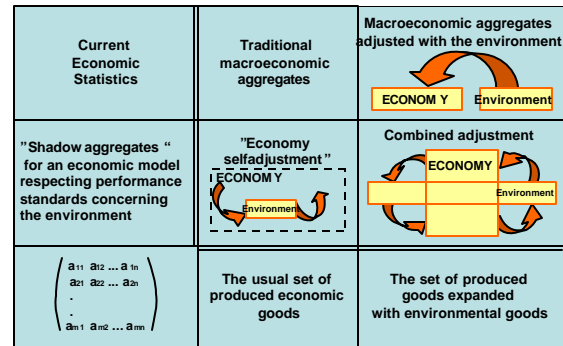 Current
Economic
Statistics
Traditional
macroeconomic
aggregates
Macroeconomic aggregates
adjusted with the environment
ECONOM Y
Environment
"Shadow aggregates "
for an economic model
respecting performance
standards concerning
the environment
"Economy
selfadjustment "
ECONOM Y
Environment
Combined adjustment
ECONOMY
Environment
a11 a12 ... a 1n
a21 a22 ... a2n
.
.
am 1 am2 ... amn
The usual set of
produced economic
goods
The set of produced
goods expanded
with environmental goods